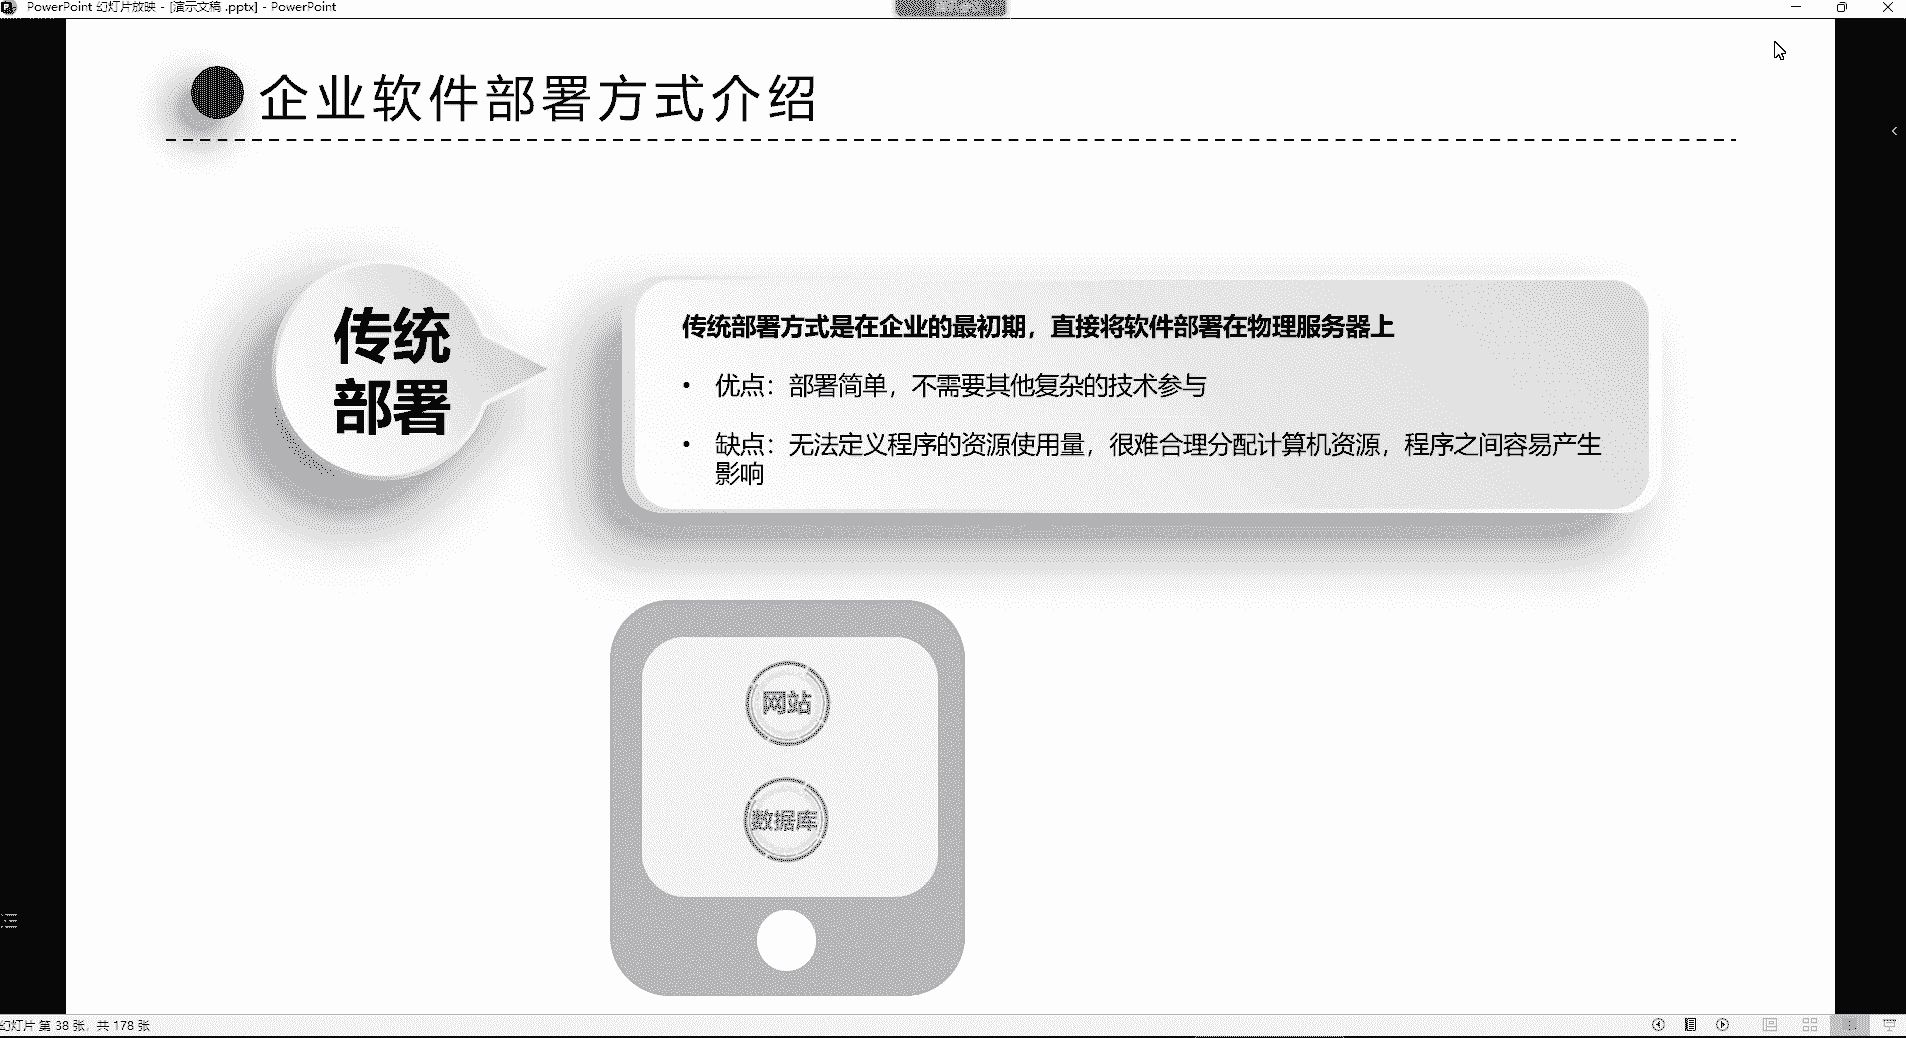 PowerPoint 幻灯片放映 - [演示文稿 .pptx] - PowerPoint
企业软件部署方式介绍
传统
部署
传统部署方式是在企业的最初期，直接将软件部署在物理服务器上
• 优点：部署简单，不需要其他复杂的技术参与
• 缺点：无法定义程序的资源使用量，很难合理分配计算机资源，程序之间容易产生
影响
网站
数据库
幻灯片 第 38 张，共 178 张